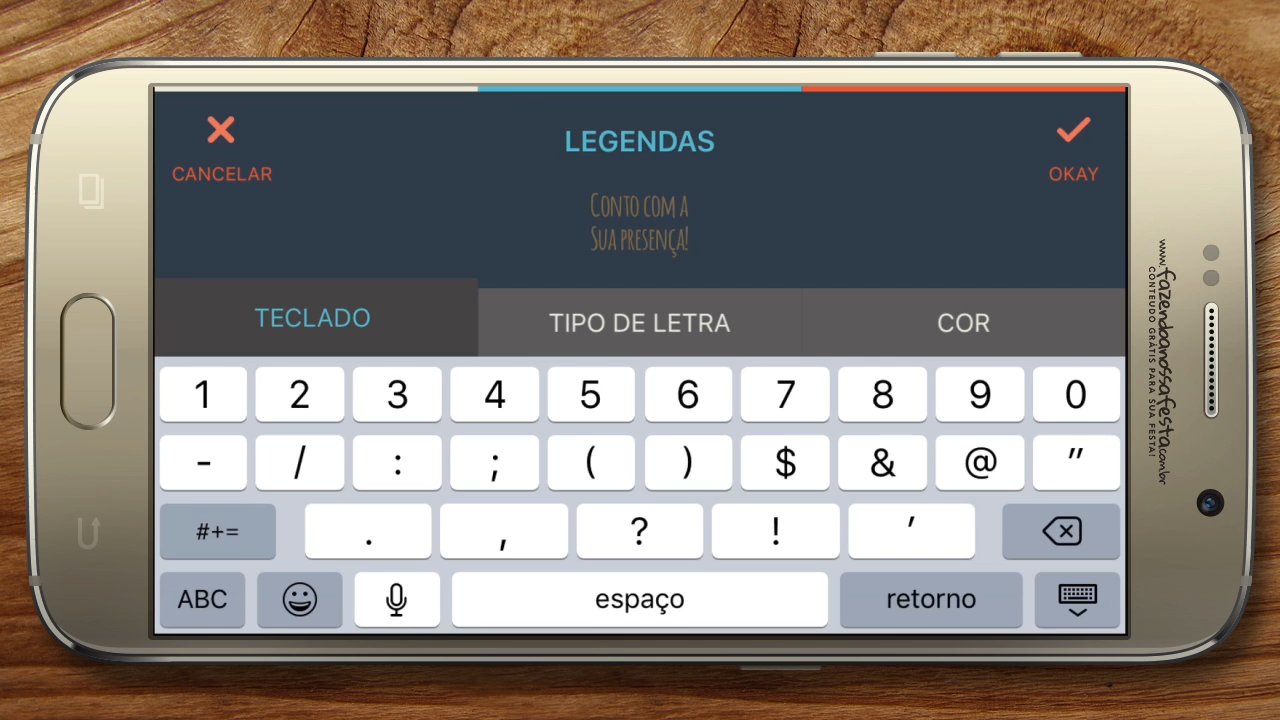 CANCELAR
LEGENDAS
OKAY
Conto com a
Sua presença!
TECLADO
TIPO DE LETRA
COR
1 2 3 4 5 6 7 8 9 0
- / : ; ( ) $ & @ "
#+= . , ? ! '
ABC espaço retorno
www.fazendoanossafesta.com.br
CONTEÚDO GRÁTIS PARA SUA FESTA!